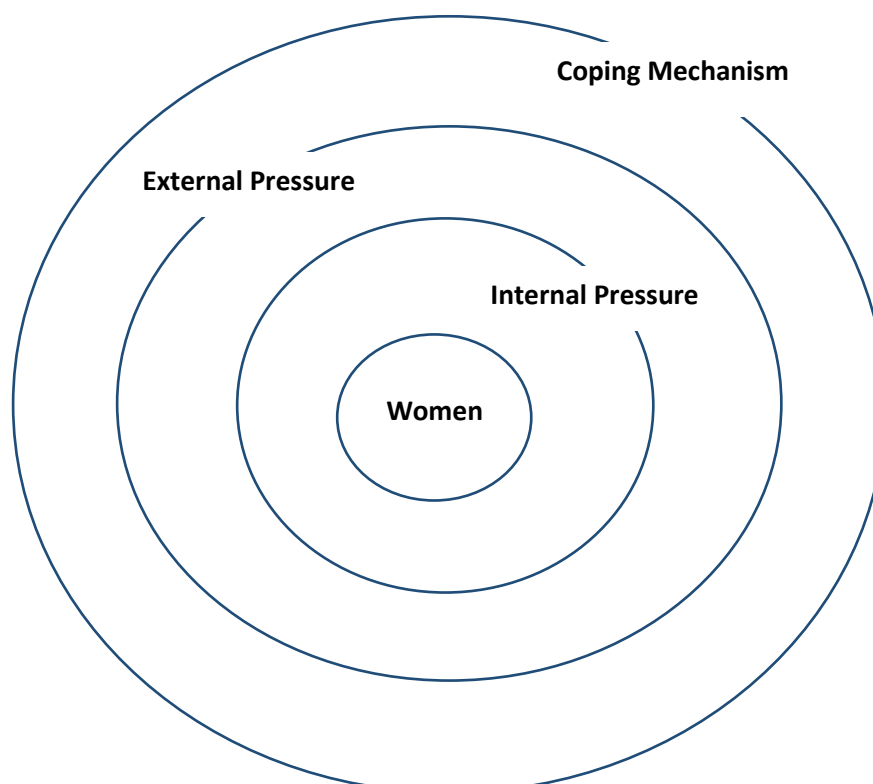 Coping Mechanism
External Pressure
Internal Pressure
Women